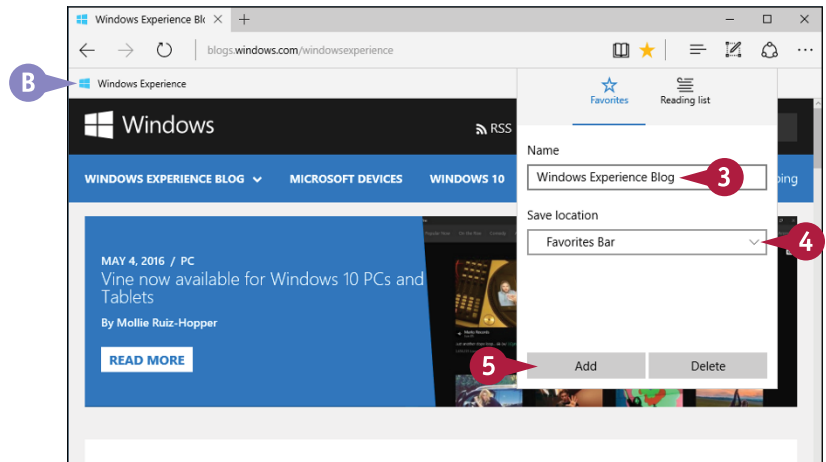 Windows Experience Blo
blogs.windows.com/windowsexperience
B
Windows Experience
Favorites
Reading list
Windows
RSS
Name
WINDOWS EXPERIENCE BLOG
MICROSOFT DEVICES
WINDOWS 10
Windows Experience Blog
3
Save location
Favorites Bar
4
MAY 4, 2016 / PC
Vine now available for Windows 10 PCs and
Tablets
By Mollie Ruiz-Hopper
READ MORE
5
Add
Delete